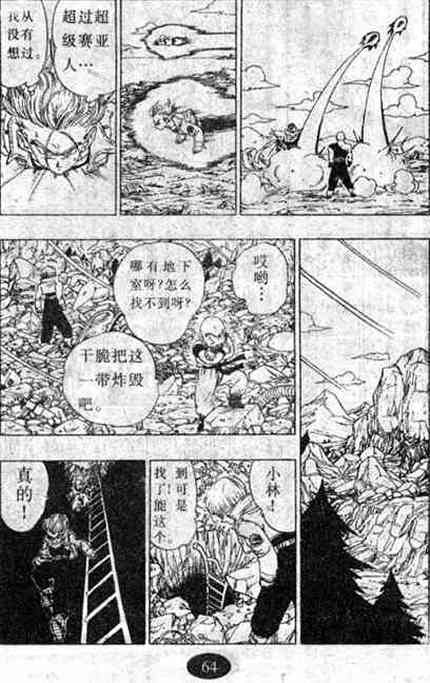 超过超
级赛亚
人…
我从
没有
想过。
哎哟…
哪有地下
室呀?怎么
找不到呀?
干脆把这
一带炸毁
吧。
小林!
找到
了!可
能是
这个。
真的!
64